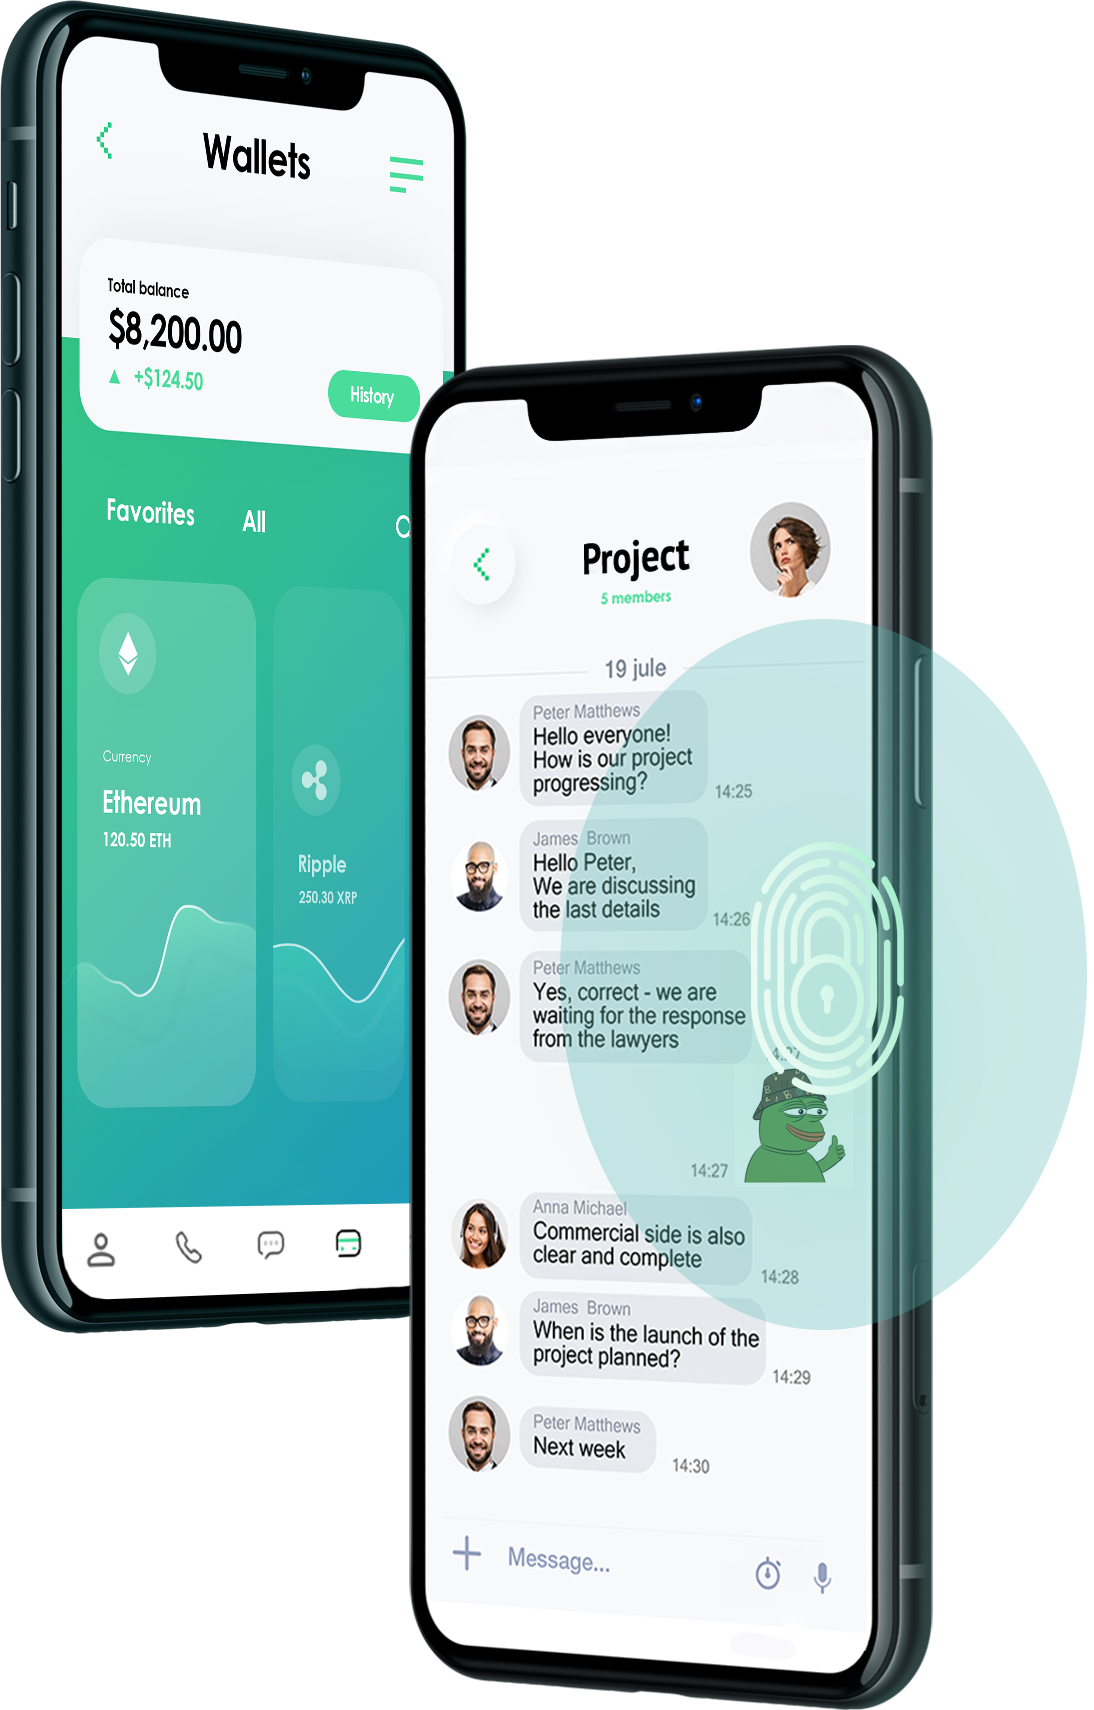 Wallets
Total balance
$8,200.00
▲ +$124.50
History
Favorites
All
Currency
Ethereum
120.50 ETH
Ripple
250.30 XRP
Project
5 members
19 jule
Peter Matthews
Hello everyone!
How is our project
progressing?
14:25
James Brown
Hello Peter,
We are discussing
the last details
14:26
Peter Matthews
Yes, correct - we are
waiting for the response
from the lawyers
14:27
14:27
Anna Michael
Commercial side is also
clear and complete
14:28
James Brown
When is the launch of the
project planned?
14:29
Peter Matthews
Next week
14:30
Message...